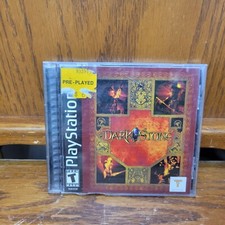 PRE-PLAYED
PlayStation
DARKSTONE
T